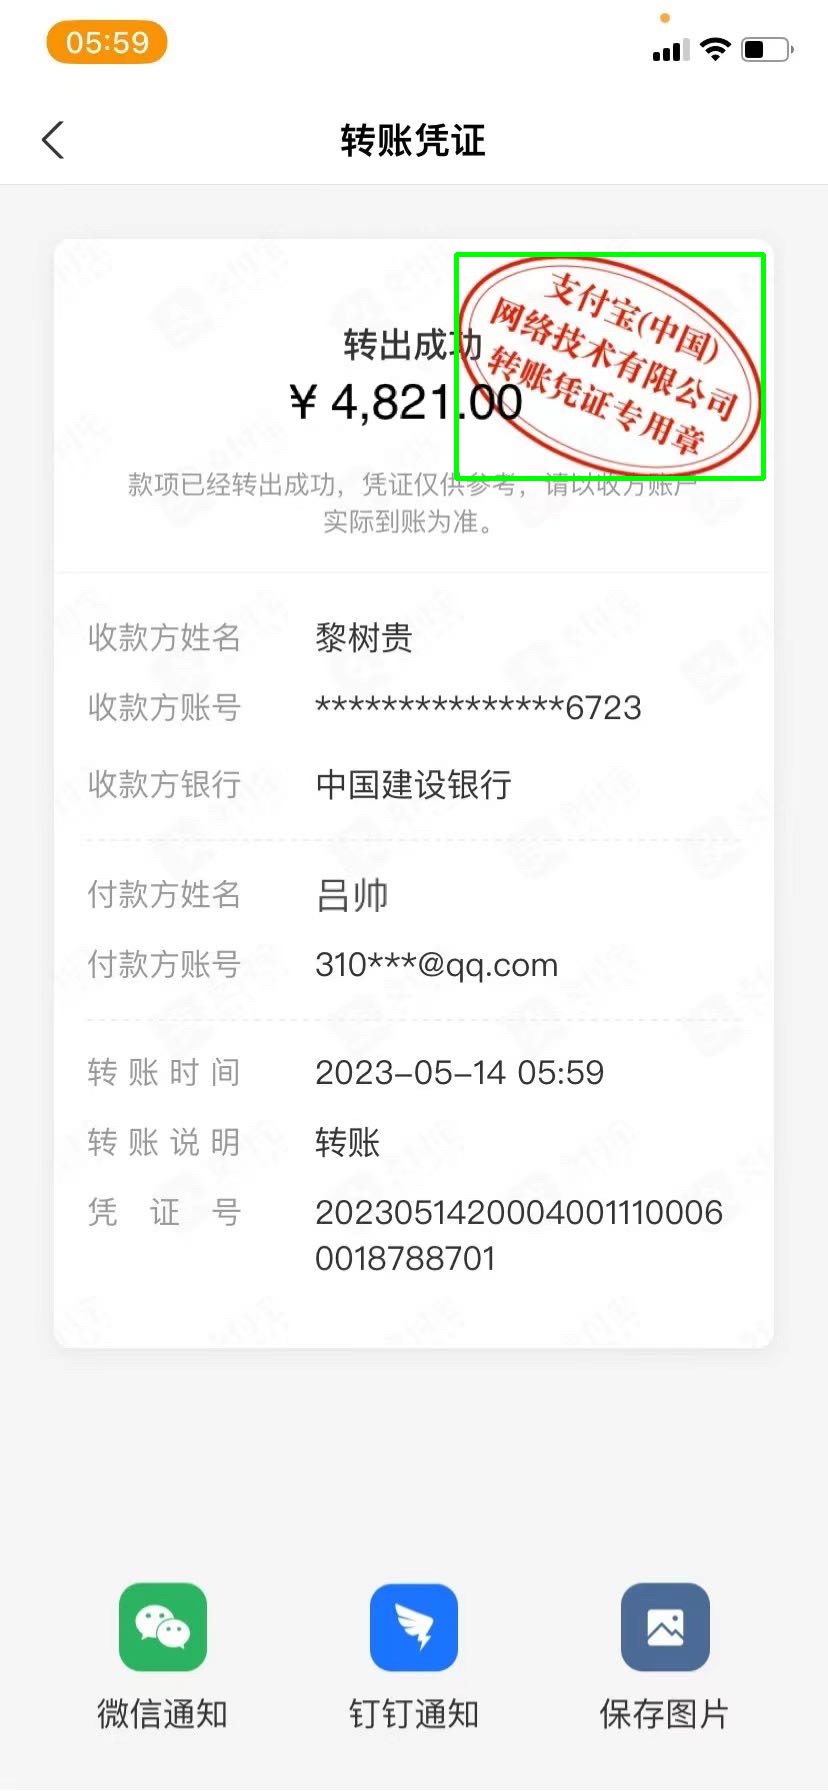 05:59
转账凭证
支付宝(中国)
网络技术有限公司
转账凭证专用章
转出成功
¥ 4,821.00
款项已经转出成功，凭证仅供参考，请以收方账户
实际到账为准。
收款方姓名 黎树贵
收款方账号 ***************6723
收款方银行 中国建设银行
付款方姓名 吕帅
付款方账号 310***@qq.com
转账时间 2023-05-14 05:59
转账说明 转账
凭证号 2023051420004001110006
0018788701
微信通知 钉钉通知 保存图片